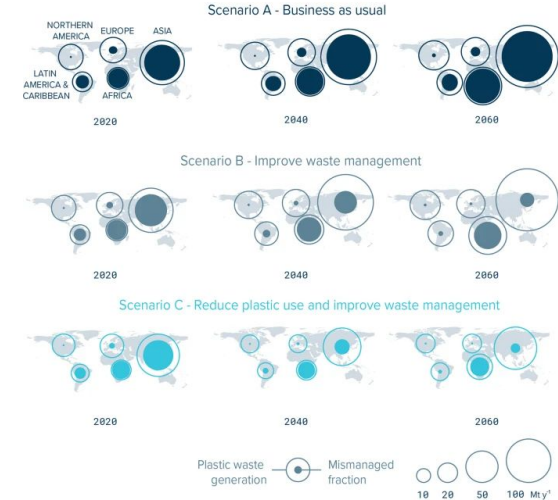 Scenario A - Business as usual
NORTHERN
AMERICA
EUROPE
ASIA
LATIN
AMERICA &
CARIBBEAN
AFRICA
2020
2040
2060
Scenario B - Improve waste management
2020
2040
2060
Scenario C - Reduce plastic use and improve waste management
2020
2040
2060
Plastic waste
generation
Mismanaged
fraction
10 20 50 100 Mt y⁻¹